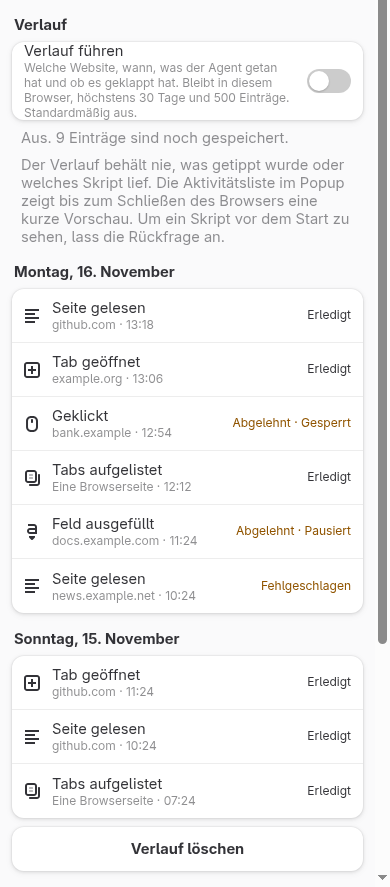 Verlauf
Verlauf führen
Welche Website, wann, was der Agent getan
hat und ob es geklappt hat. Bleibt in diesem
Browser, höchstens 30 Tage und 500 Einträge.
Standardmäßig aus.
Aus. 9 Einträge sind noch gespeichert.
Der Verlauf behält nie, was getippt wurde oder
welches Skript lief. Die Aktivitätsliste im Popup
zeigt bis zum Schließen des Browsers eine
kurze Vorschau. Um ein Skript vor dem Start zu
sehen, lass die Rückfrage an.
Montag, 16. November
Seite gelesen
github.com · 13:18
Erledigt
Tab geöffnet
example.org · 13:06
Erledigt
Geklickt
bank.example · 12:54
Abgelehnt · Gesperrt
Tabs aufgelistet
Eine Browserseite · 12:12
Erledigt
Feld ausgefüllt
docs.example.com · 11:24
Abgelehnt · Pausiert
Seite gelesen
news.example.net · 10:24
Fehlgeschlagen
Sonntag, 15. November
Tab geöffnet
github.com · 11:24
Erledigt
Seite gelesen
github.com · 10:24
Erledigt
Tabs aufgelistet
Eine Browserseite · 07:24
Erledigt
Verlauf löschen